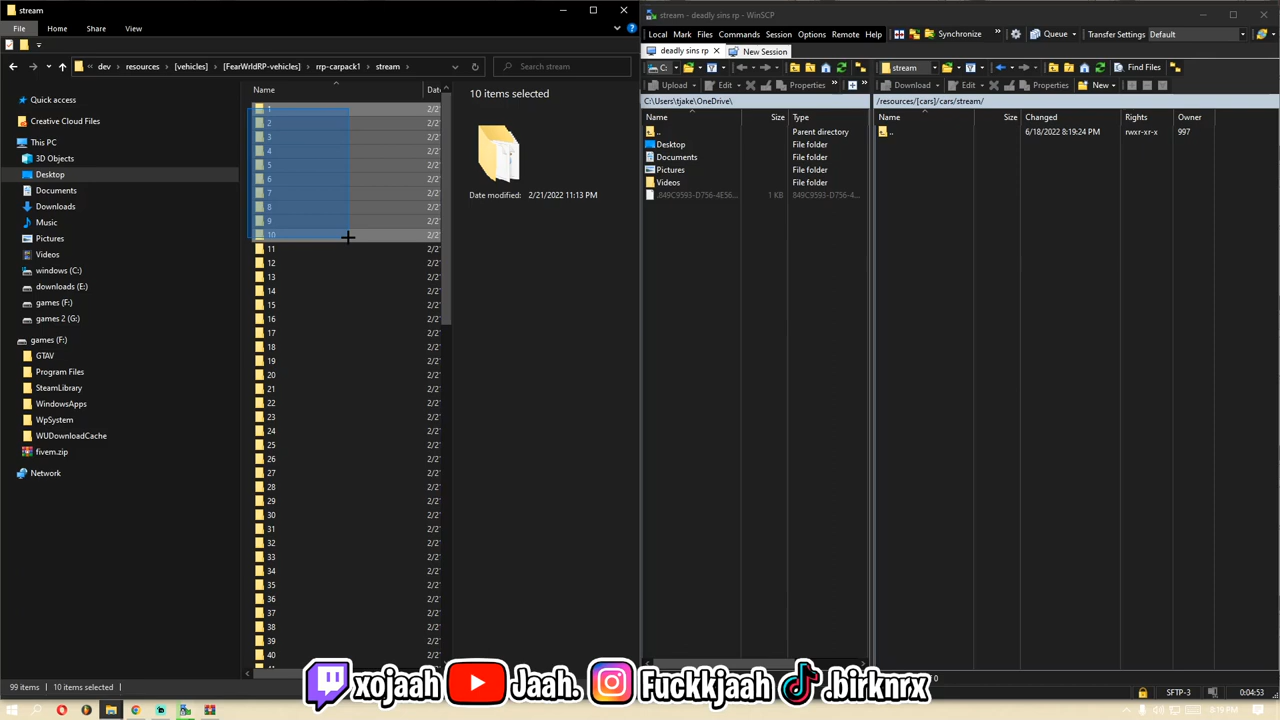 stream
File Home Share View
dev > resources > [vehicles] > [FearWrldRP-vehicles] > rrp-carpack1 > stream >
Search stream
Quick access
Creative Cloud Files
This PC
3D Objects
Desktop
Documents
Downloads
Music
Pictures
Videos
windows (C:)
downloads (E:)
games (F:)
games 2 (G:)
games (F:)
GTAV
Program Files
SteamLibrary
WindowsApps
WpSystem
WUDownloadCache
fivem.zip
Network
Name
1
2
3
4
5
6
7
8
9
10
11
12
13
14
15
16
17
18
19
20
21
22
23
24
25
26
27
28
29
30
31
32
33
34
35
36
37
38
39
40
10 items selected
Date modified: 2/21/2022 11:13 PM
99 items 10 items selected
stream - deadly sins rp - WinSCP
Local Mark Files Commands Session Options Remote Help Synchronize Queue Transfer Settings Default
deadly sins rp New Session
C: Find Files stream
Upload Edit Properties Download Edit Properties New
C:\Users\tjake\OneDrive\
/resources/[cars]/cars/stream/
Name Size Type
.. Parent directory
Desktop File folder
Documents File folder
Pictures File folder
Videos File folder
.849C9593-D756-4E56... 1 KB 849C9593-D756-4...
Name Size Changed Rights Owner
.. 6/18/2022 8:19:24 PM rwxr-xr-x 997
SFTP-3 0:04:53
xojaah Jaah. Fuckkjaah .birknrx
8:19 PM